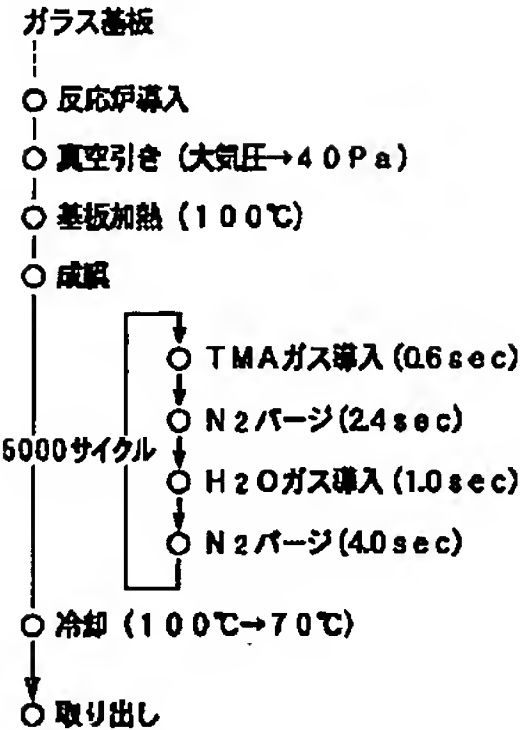 ガラス基板
反応炉導入
真空引き (大気圧→40Pa)
基板加熱 (100℃)
成膜
TMAガス導入 (0.6sec)
N2パージ (2.4sec)
5000サイクル
H2Oガス導入 (1.0sec)
N2パージ (4.0sec)
冷却 (100℃→70℃)
取り出し